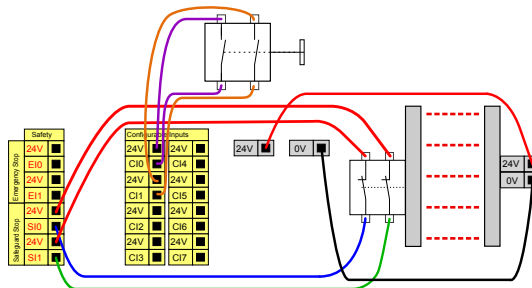 Safety
Emergency Stop
24V
EI0
24V
EI1
Safeguard Stop
24V
SI0
24V
SI1
Configurable Inputs
24V 24V
CI0 CI4
24V 24V
CI1 CI5
24V 24V
CI2 CI6
24V 24V
CI3 CI7
24V 0V
24V
0V